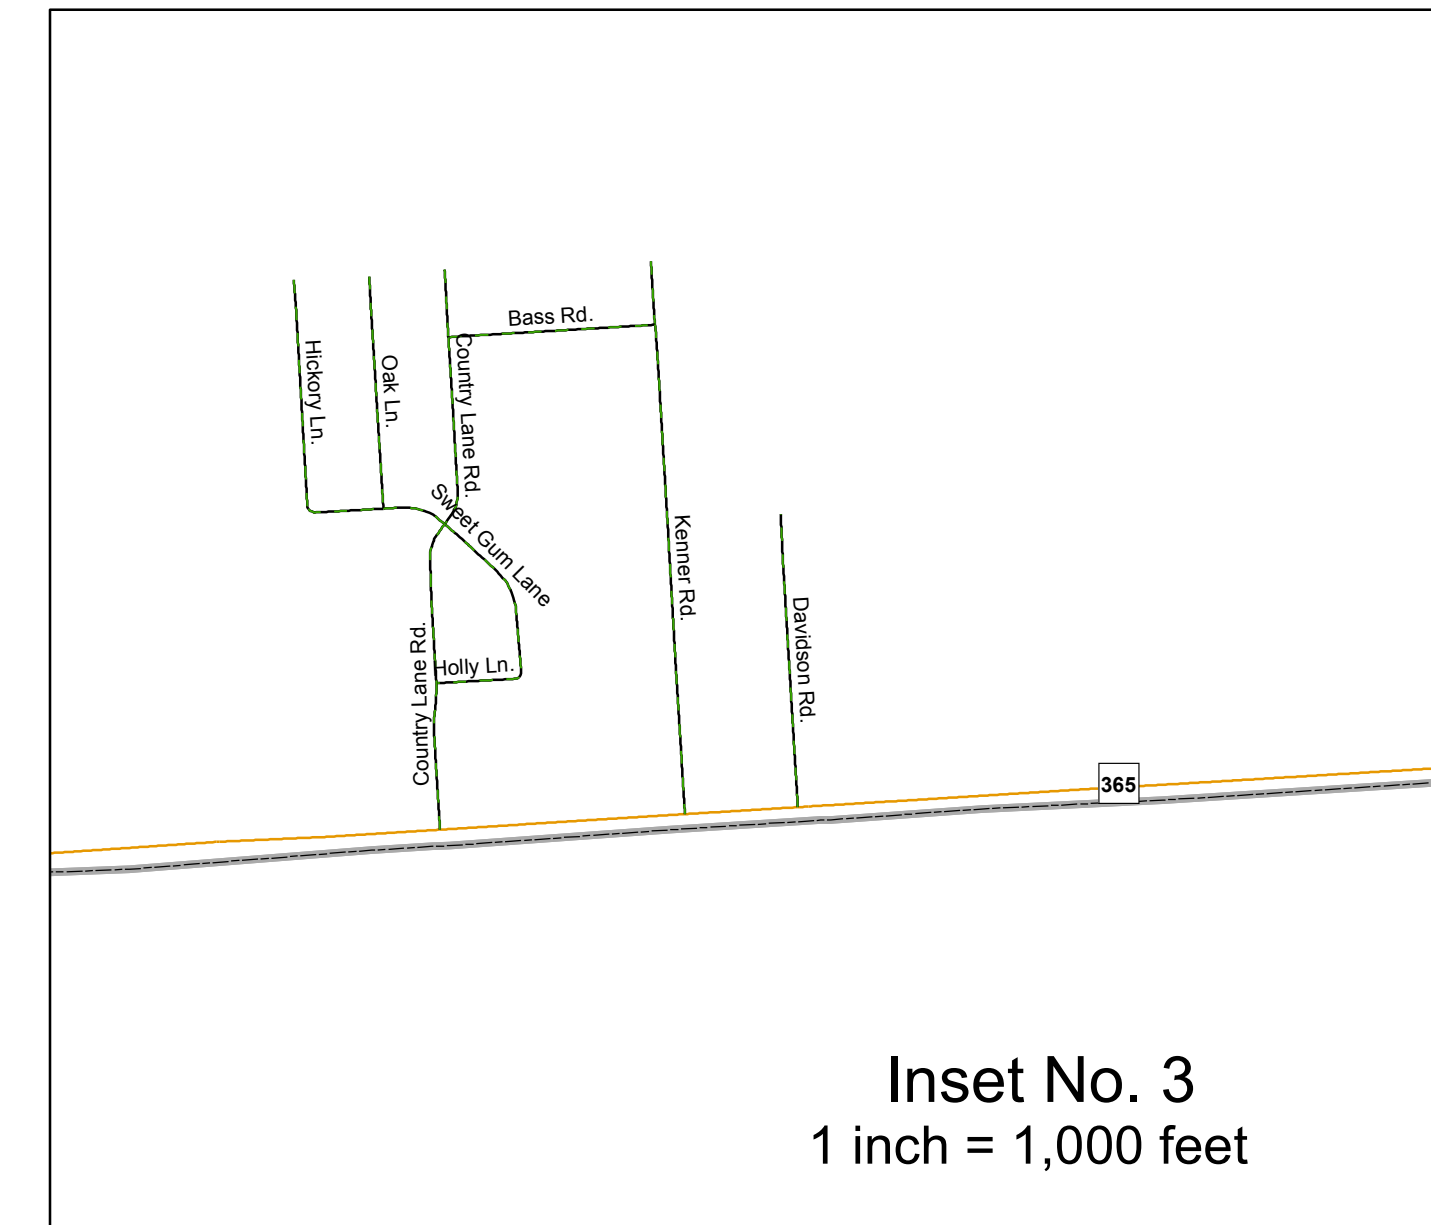 Bass Rd.
Hickory Ln.
Oak Ln.
Country Lane Rd.
Sweet Gum Lane
Kenner Rd.
Davidson Rd.
Country Lane Rd.
Holly Ln.
365
Inset No. 3
1 inch = 1,000 feet